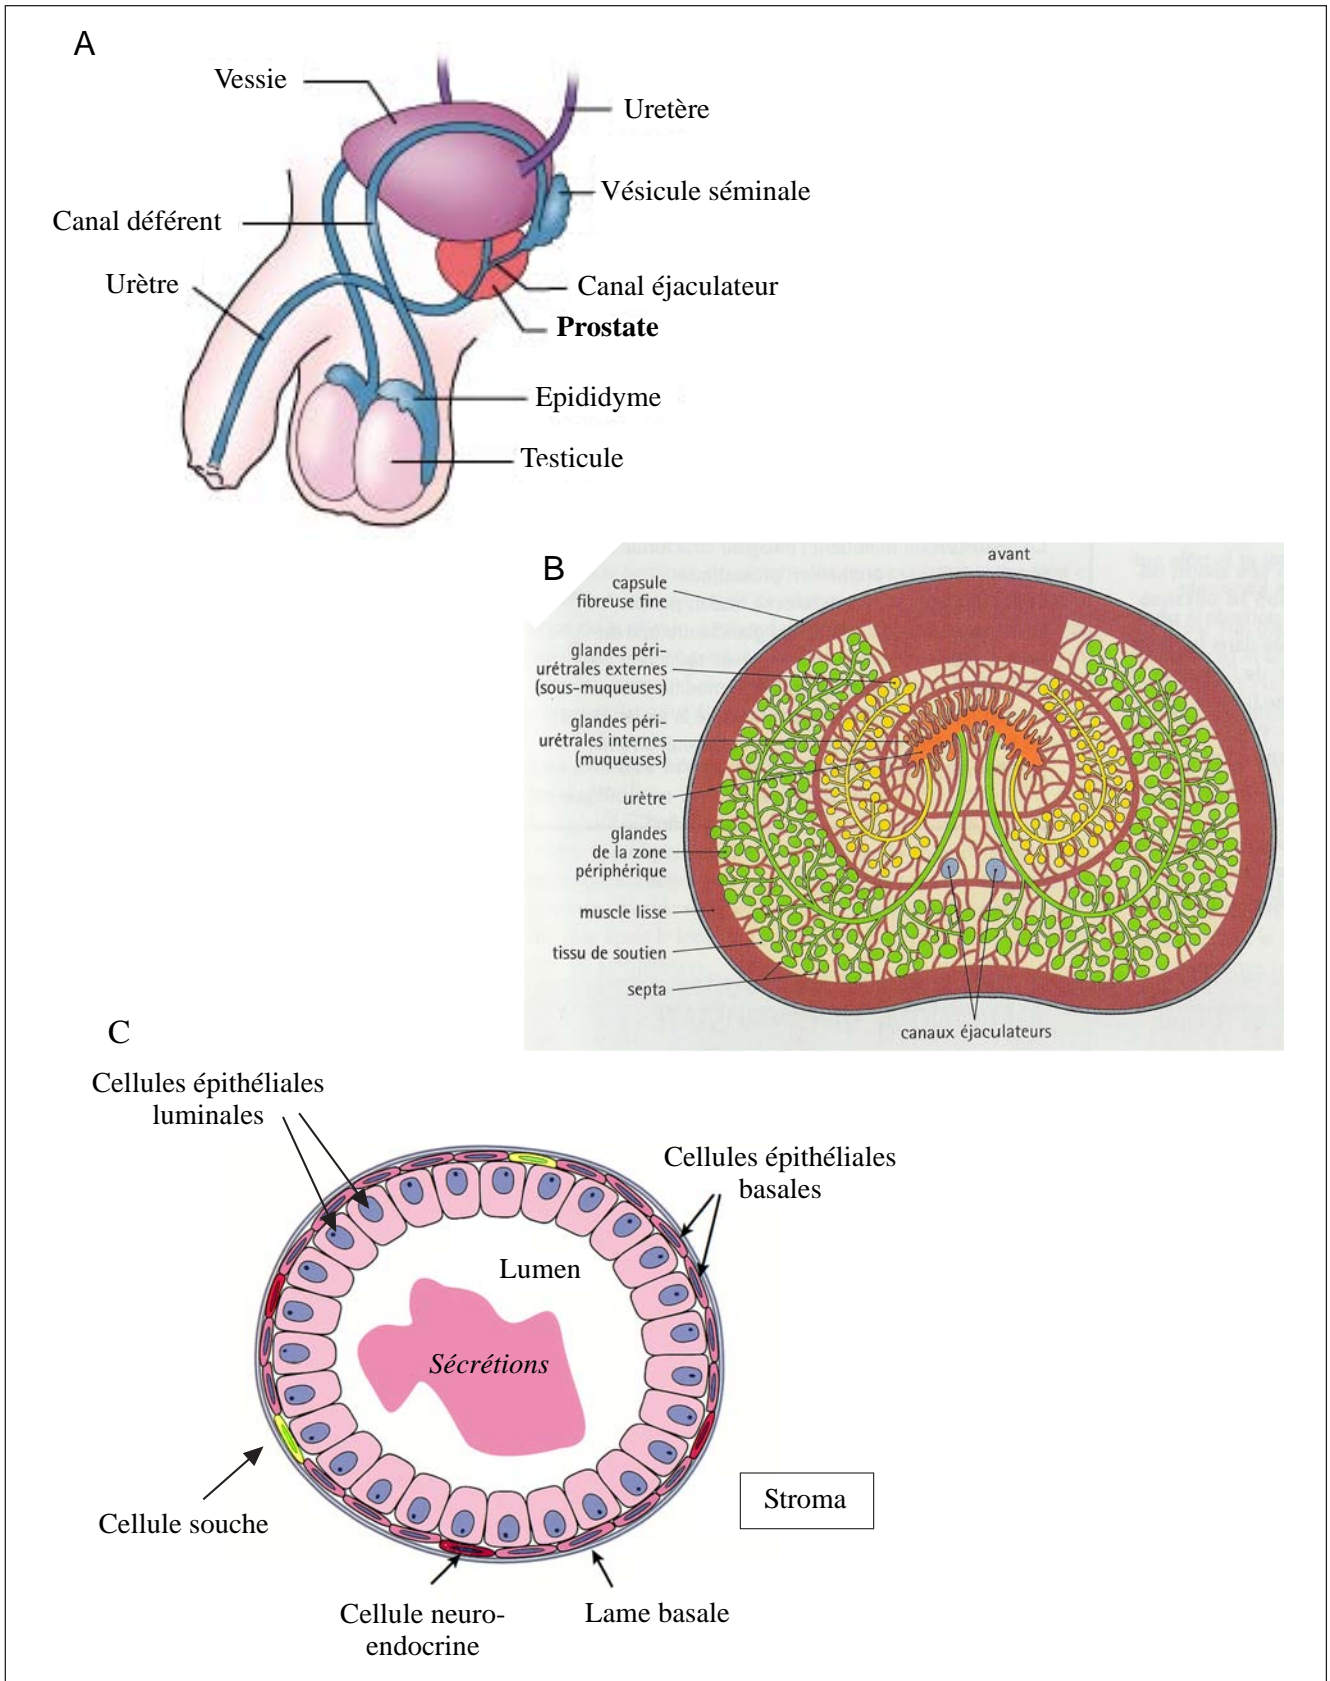 A
Vessie
Uretère
Vésicule séminale
Canal déférent
Urètre
Canal éjaculateur
Prostate
Epididyme
Testicule
B
avant
capsule
fibreuse fine
glandes péri-
urétrales externes
(sous-muqueuses)
glandes péri-
urétrales internes
(muqueuses)
urètre
glandes
de la zone
périphérique
muscle lisse
tissu de soutien
septa
canaux éjaculateurs
C
Cellules épithéliales
luminales
Cellules épithéliales
basales
Lumen
Sécrétions
Stroma
Cellule souche
Cellule neuro-
endocrine
Lame basale